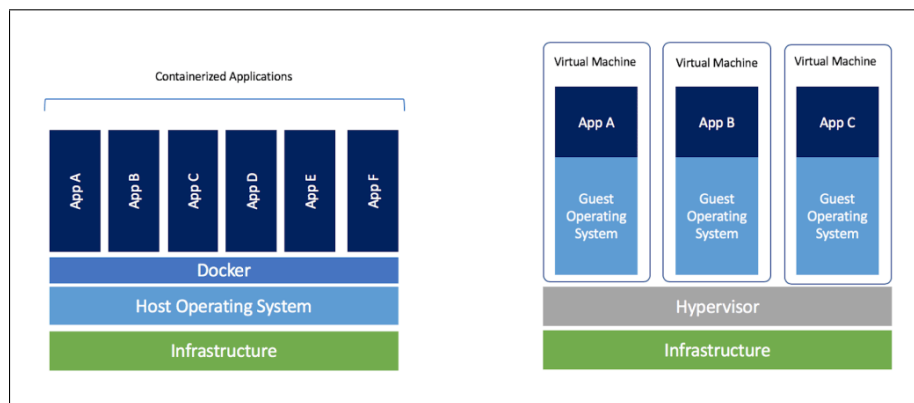 Containerized Applications
App A
App B
App C
App D
App E
App F
Docker
Host Operating System
Infrastructure
Virtual Machine
App A
Guest
Operating
System
Virtual Machine
App B
Guest
Operating
System
Virtual Machine
App C
Guest
Operating
System
Hypervisor
Infrastructure